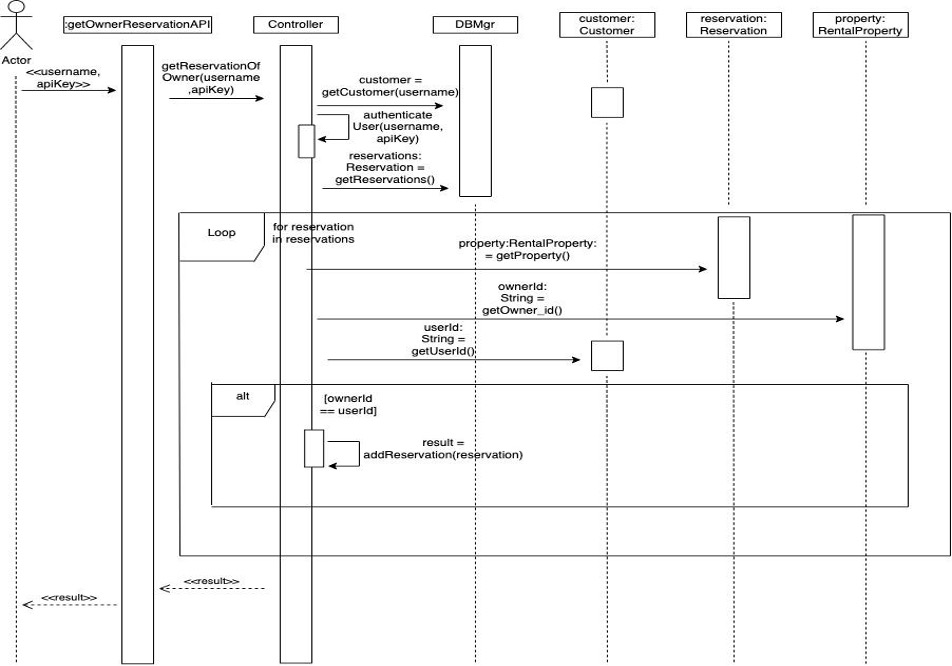 :getOwnerReservationAPI
Controller
DBMgr
customer:
Customer
reservation:
Reservation
property:
RentalProperty
Actor
<<username,
apiKey>>
getReservationOf
Owner(username
,apiKey)
customer =
getCustomer(username)
authenticate
User(username,
apiKey)
reservations:
Reservation =
getReservations()
Loop
for reservation
in reservations
property:RentalProperty:
= getProperty()
ownerId:
String =
getOwner_id()
userId:
String =
getUserId()
alt
[ownerId
== userId]
result =
addReservation(reservation)
<<result>>
<<result>>